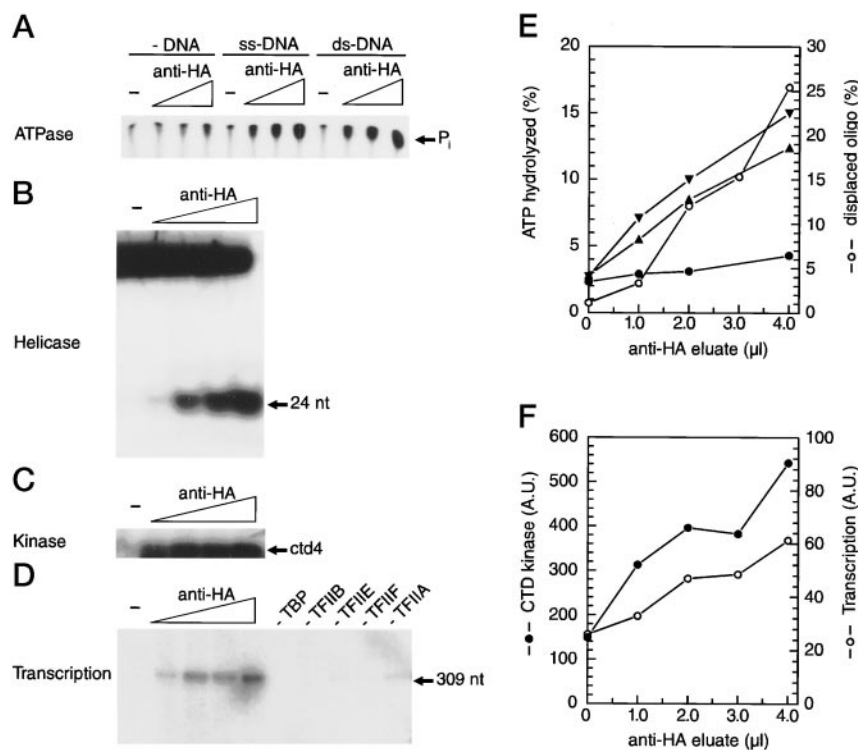 A
- DNA ss-DNA ds-DNA
anti-HA anti-HA anti-HA
– – –
ATPase
Pi
B
– anti-HA
Helicase
24 nt
C
– anti-HA
Kinase
ctd4
D
– anti-HA
- TBP
- TFIIB
- TFIIE
- TFIIF
- TFIIA
Transcription
309 nt
E
20
15
10
5
0
ATP hydrolyzed (%)
30
25
20
15
10
5
0
–o– displaced oligo (%)
0 1.0 2.0 3.0 4.0
anti-HA eluate (µl)
F
600
500
400
300
200
100
0
–●– CTD kinase (A.U.)
100
80
60
40
20
0
–o– Transcription (A.U.)
0 1.0 2.0 3.0 4.0
anti-HA eluate (µl)